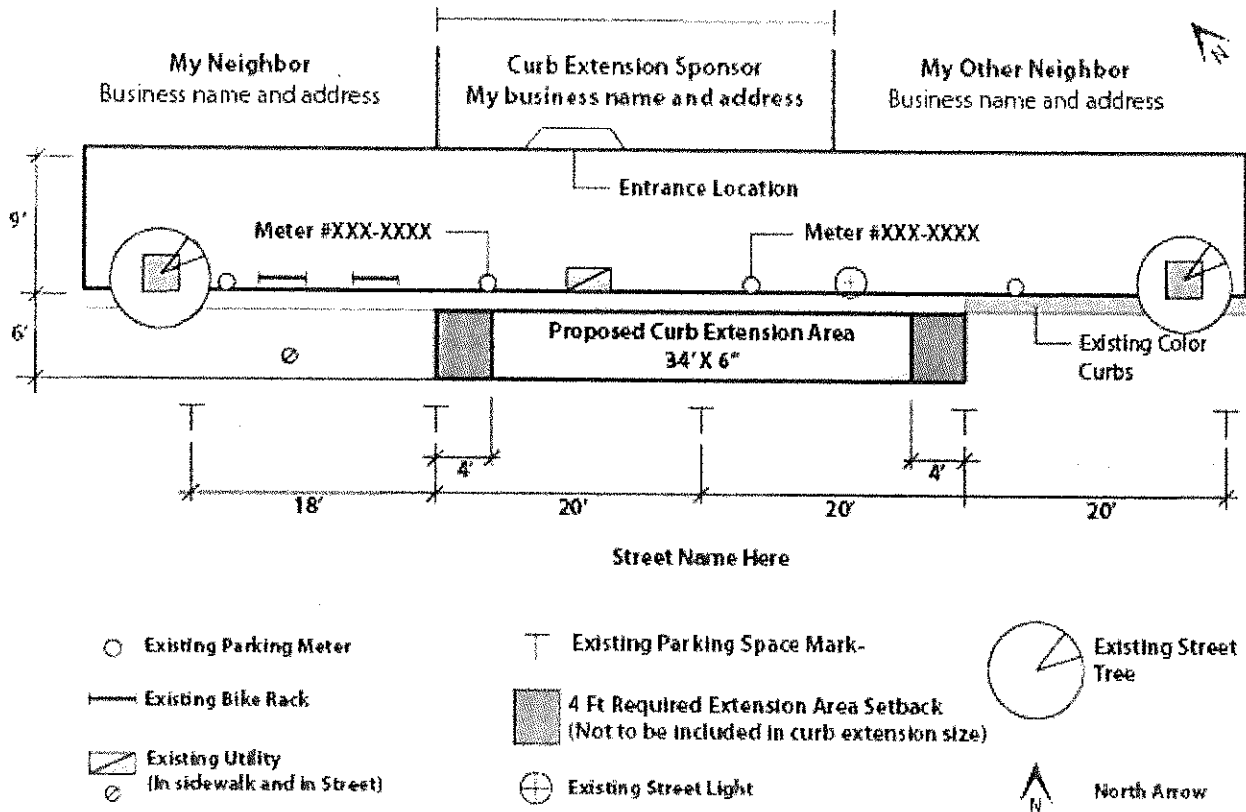 My Neighbor
Business name and address
Curb Extension Sponsor
My business name and address
My Other Neighbor
Business name and address
N
Entrance Location
9'
Meter #XXX-XXXX
Meter #XXX-XXXX
6'
Proposed Curb Extension Area
34' X 6"
Existing Color
Curbs
4'
4'
18'
20'
20'
20'
Street Name Here
Existing Parking Meter
Existing Parking Space Mark-
Existing Street
Tree
Existing Bike Rack
4 Ft Required Extension Area Setback
(Not to be included in curb extension size)
Existing Utility
(In sidewalk and in Street)
Existing Street Light
N
North Arrow